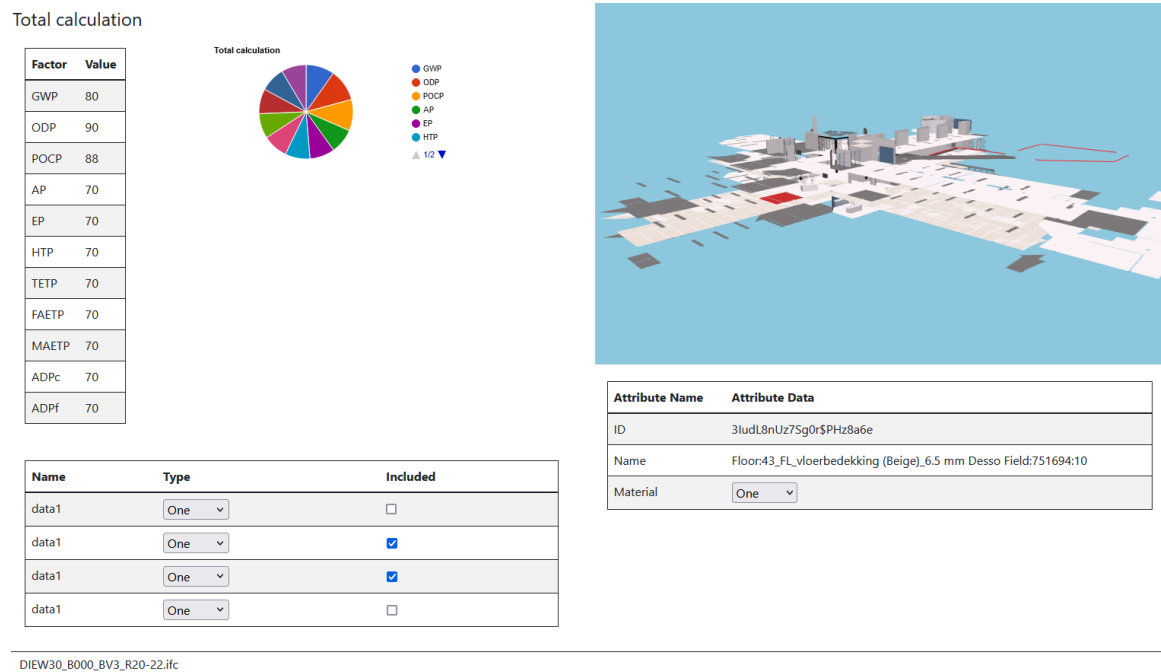 Total calculation
Factor Value
GWP 80
ODP 90
POCP 88
AP 70
EP 70
HTP 70
TETP 70
FAETP 70
MAETP 70
ADPc 70
ADPf 70
Total calculation
GWP
ODP
POCP
AP
EP
HTP
1/2
Name Type Included
data1 One
data1 One
data1 One
data1 One
Attribute Name Attribute Data
ID 3IudL8nUz7Sg0r$PHz8a6e
Name Floor:43_FL_vloerbedekking (Beige)_6.5 mm Desso Field:751694:10
Material One
DIEW30_B000_BV3_R20-22.ifc